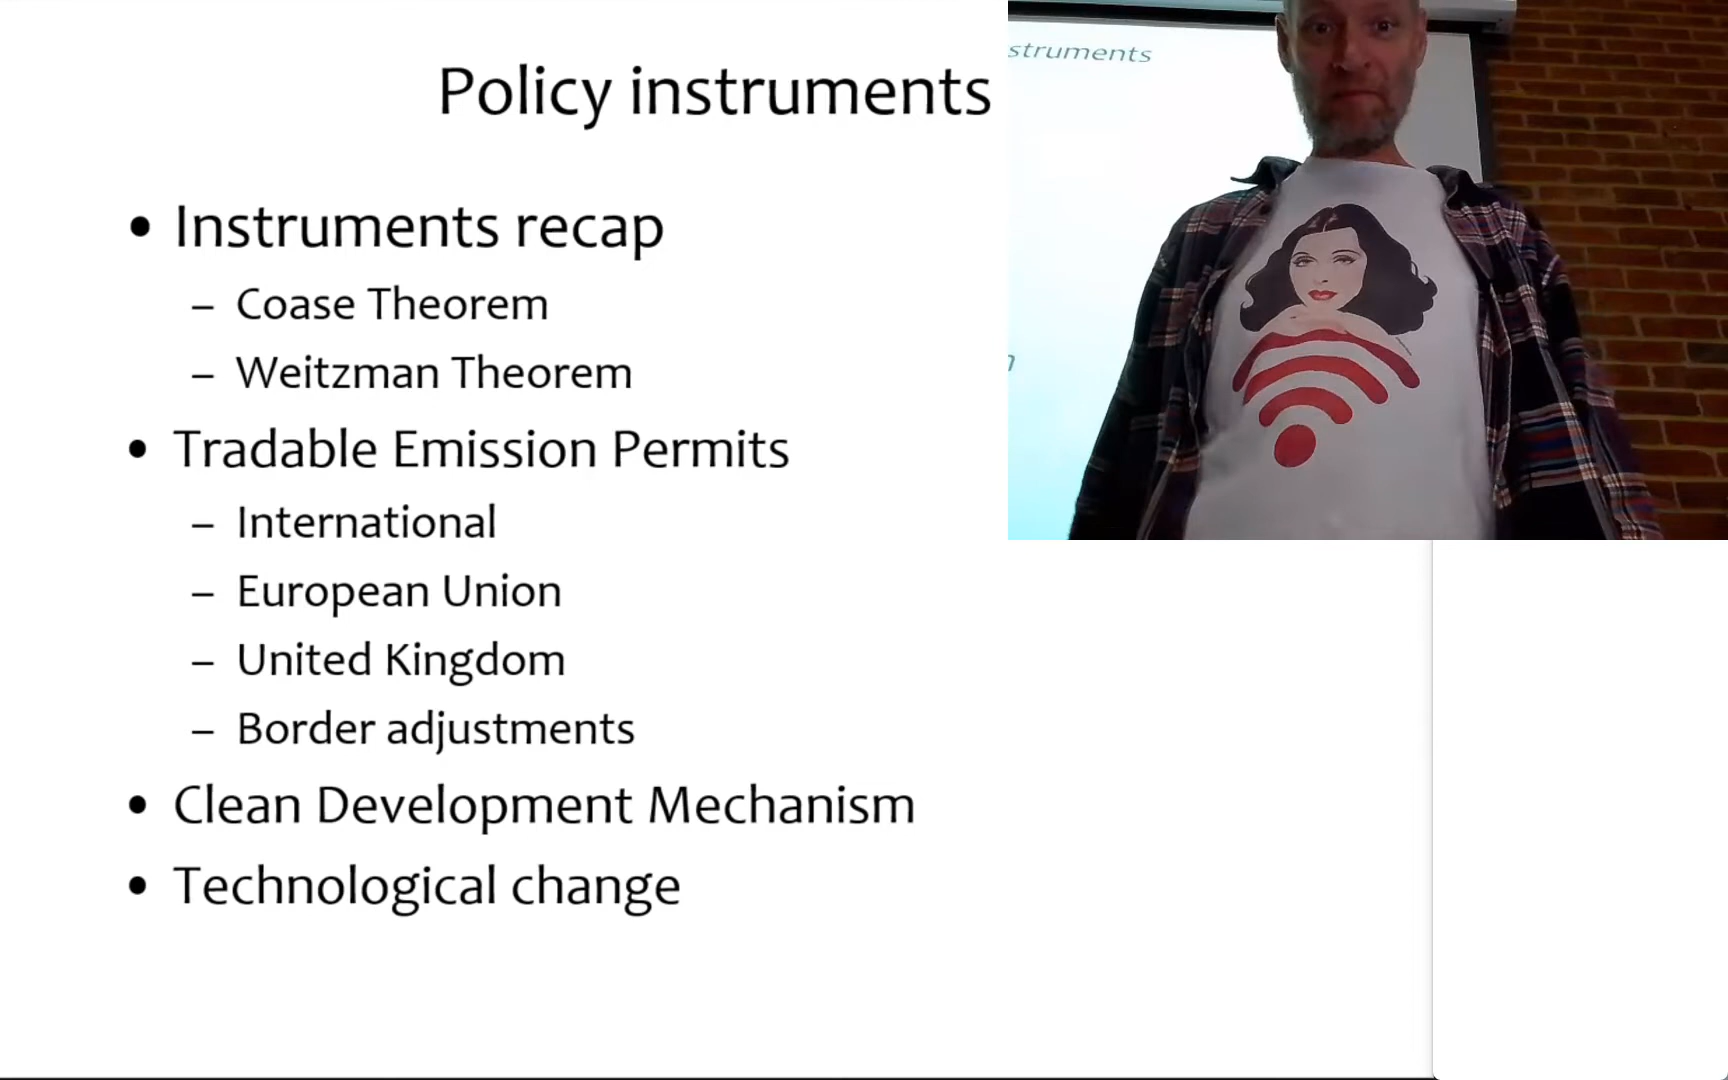 Policy instruments
struments
• Instruments recap
– Coase Theorem
– Weitzman Theorem
• Tradable Emission Permits
– International
– European Union
– United Kingdom
– Border adjustments
• Clean Development Mechanism
• Technological change